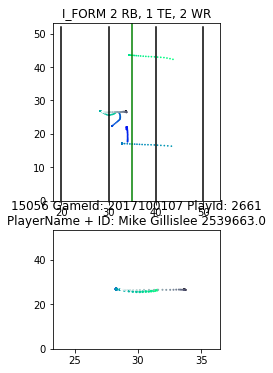 I_FORM 2 RB, 1 TE, 2 WR
50
40
30
20
10
0
20 30 40 50
15056 GameId: 2017100107 PlayId: 2661
PlayerName + ID: Mike Gillislee 2539663.0
40
20
0
25 30 35